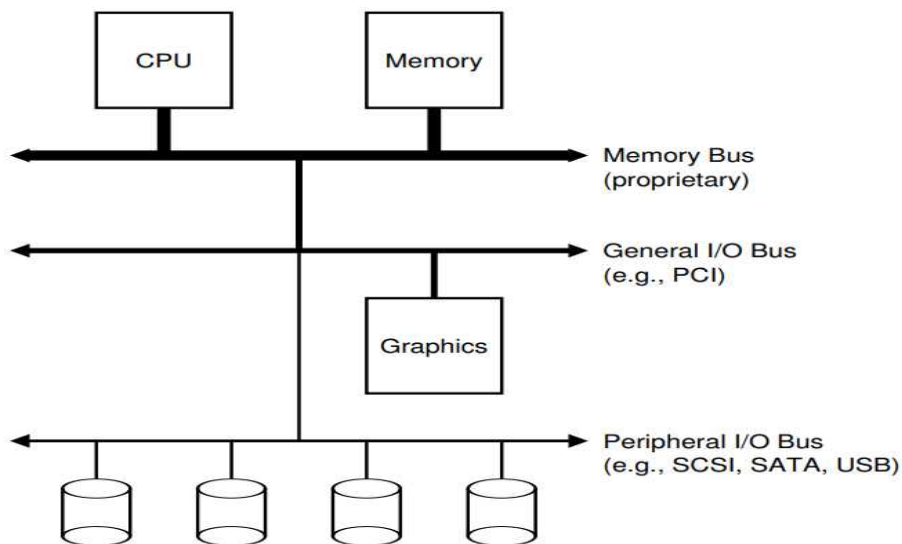 CPU
Memory
Memory Bus
(proprietary)
General I/O Bus
(e.g., PCI)
Graphics
Peripheral I/O Bus
(e.g., SCSI, SATA, USB)